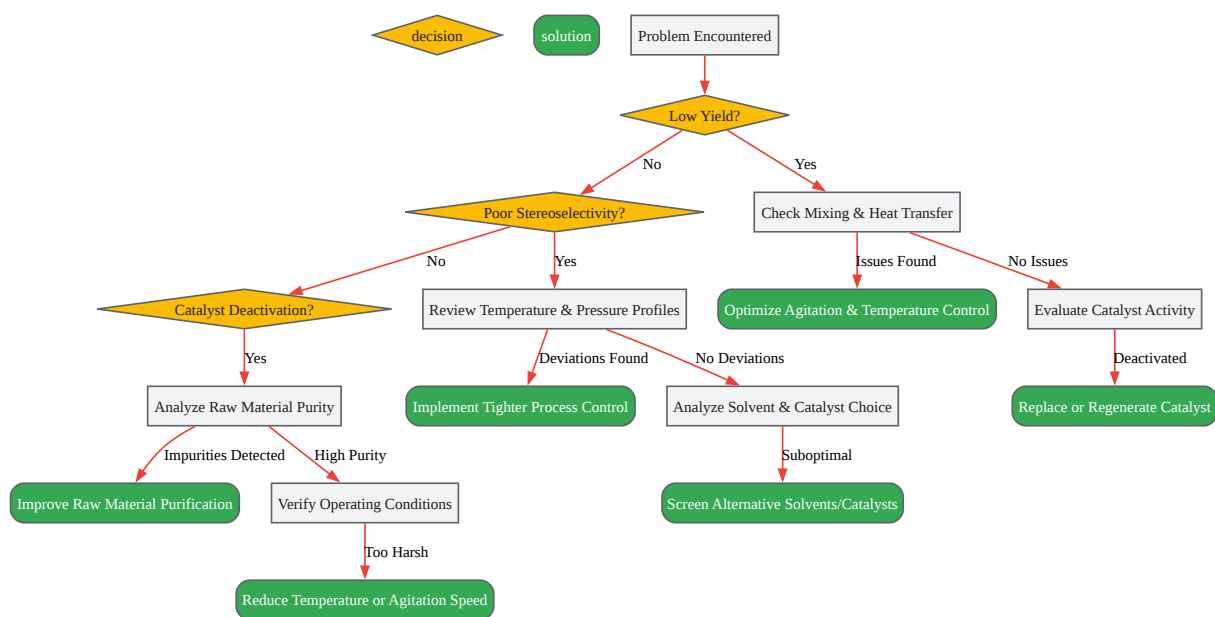 decision
solution
Problem Encountered
Low Yield?
No
Yes
Poor Stereoselectivity?
Check Mixing & Heat Transfer
No
Yes
Issues Found
No Issues
Catalyst Deactivation?
Review Temperature & Pressure Profiles
Optimize Agitation & Temperature Control
Evaluate Catalyst Activity
Yes
Deviations Found
No Deviations
Deactivated
Analyze Raw Material Purity
Implement Tighter Process Control
Analyze Solvent & Catalyst Choice
Replace or Regenerate Catalyst
Impurities Detected
High Purity
Suboptimal
Improve Raw Material Purification
Verify Operating Conditions
Screen Alternative Solvents/Catalysts
Too Harsh
Reduce Temperature or Agitation Speed